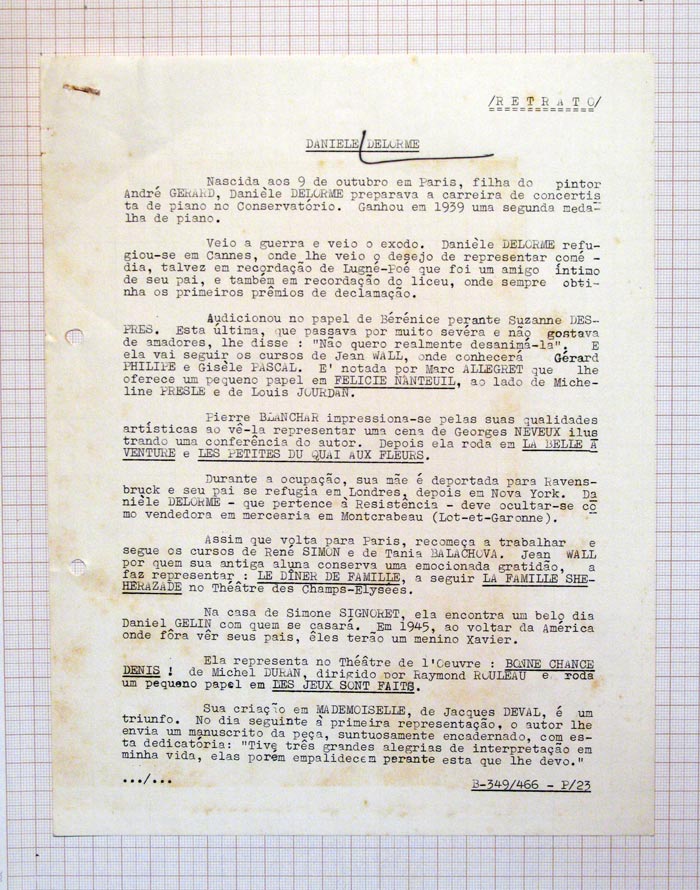 /R E T R A T O/
DANIELE DELORME
Nascida aos 9 de outubro em Paris, filha do pintor
André GERARD, Danièle DELORME preparava a carreira de concertis
ta de piano no Conservatório. Ganhou em 1939 uma segunda meda-
lha de piano.
Veio a guerra e veio o exodo. Danièle DELORME refu-
giou-se em Cannes, onde lhe veio o desejo de representar comé -
dia, talvez em recordação de Lugné-Poé que foi um amigo íntimo
de seu pai, e também em recordação do liceu, onde sempre obti-
nha os primeiros prêmios de declamação.
Audicionou no papel de Bérénice perante Suzanne DES-
PRES. Esta última, que passava por muito sévera e não gostava
de amadores, lhe disse : "Não quero realmente desanimá-la". E
ela vai seguir os cursos de Jean WALL, onde conhecerá Gérard
PHILIPE e Gisèle PASCAL. E' notada por Marc ALLEGRET que lhe
oferece um pequeno papel em FELICIE NANTEUIL, ao lado de Miche-
line PRESLE e de Louis JOURDAN.
Pierre BLANCHAR impressiona-se pelas suas qualidades
artísticas ao vê-la representar uma cena de Georges NEVEUX ilus
trando uma conferência do autor. Depois ela roda em LA BELLE A
VENTURE e LES PETITES DU QUAI AUX FLEURS.
Durante a ocupação, sua mãe é deportada para Ravens-
bruck e seu pai se refugia em Londres, depois em Nova York. Da
nièle DELORME - que pertence à Resistência - deve ocultar-se co
mo vendedora em mercearia em Montcrabeau (Lot-et-Garonne).
Assim que volta para Paris, recomeça a trabalhar e
segue os cursos de René SIMON e de Tania BALACHOVA. Jean WALL
por quem sua antiga aluna conserva uma emocionada gratidão, a
faz representar : LE DÎNER DE FAMILLE, a seguir LA FAMILLE SHE-
HERAZADE no Théâtre des Champs-Elysées.
Na casa de Simone SIGNORET, ela encontra um belo dia
Daniel GELIN com quem se casará. Em 1945, ao voltar da América
onde fôra vêr seus pais, êles terão um menino Xavier.
Ela representa no Théâtre de l'Oeuvre : BONNE CHANCE
DENIS ! de Michel DURAN, dirigido por Raymond ROULEAU e roda
um pequeno papel em LES JEUX SONT FAITS.
Sua criação em MADEMOISELLE, de Jacques DEVAL, é um
triunfo. No dia seguinte à primeira representação, o autor lhe
envia um manuscrito da peça, suntuosamente encadernado, com es-
ta dedicatória: "Tive três grandes alegrias de interpretação em
minha vida, elas porém empalidecem perante esta que lhe devo."
.../...
B-349/466 - P/23